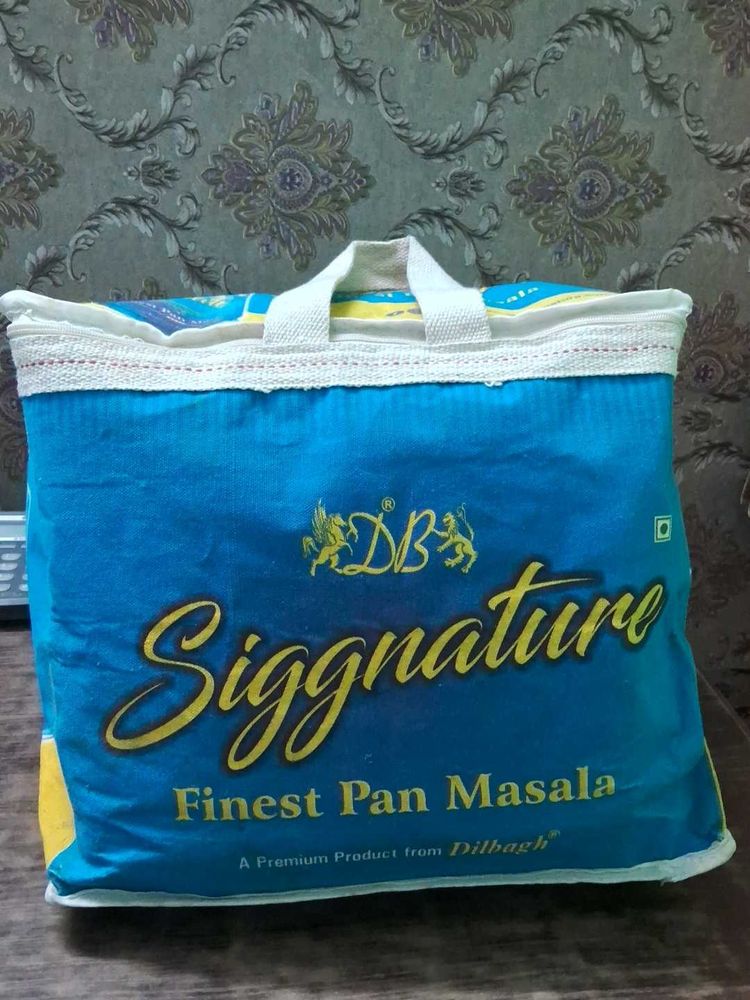 DB®
Siggnature
Finest Pan Masala
A Premium Product from Dilbagh®